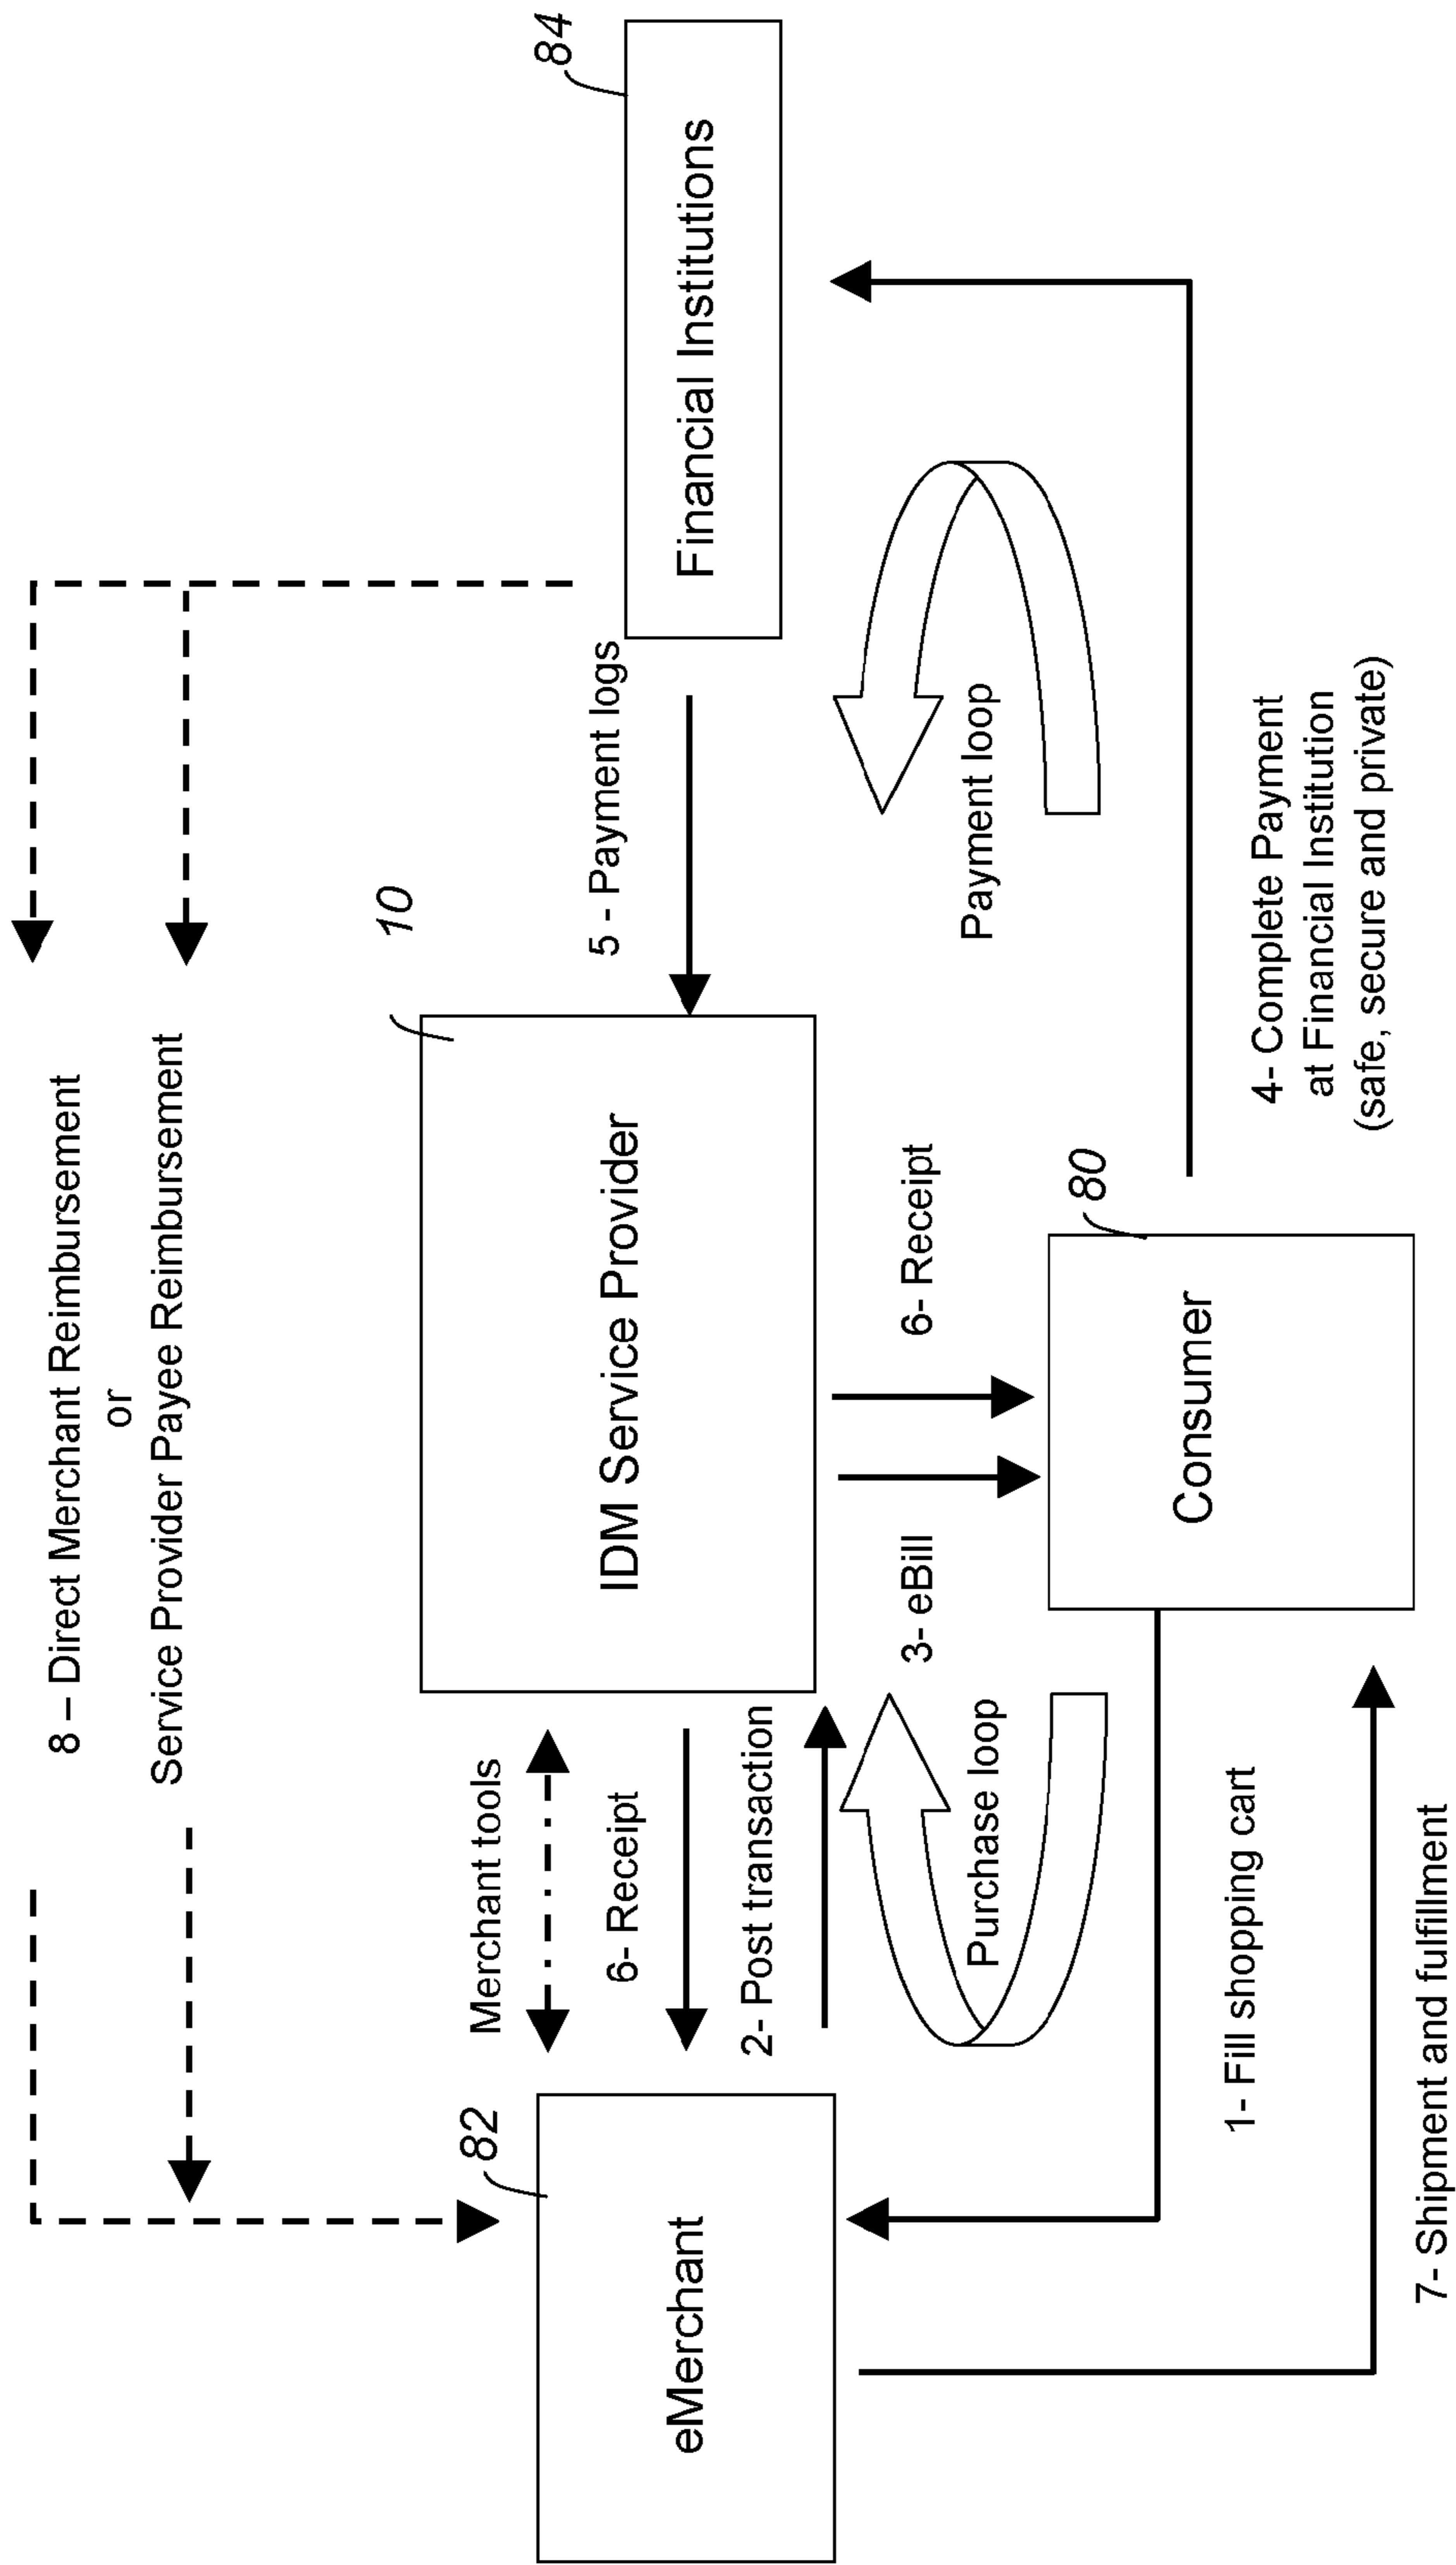 8 – Direct Merchant Reimbursement
or
Service Provider Payee Reimbursement
Merchant tools
10
5 - Payment logs
84
82
6- Receipt
eMerchant
IDM Service Provider
Financial Institutions
2- Post transaction
3- eBill
6- Receipt
Purchase loop
Payment loop
80
Consumer
1- Fill shopping cart
4- Complete Payment
at Financial Institution
(safe, secure and private)
7- Shipment and fulfillment